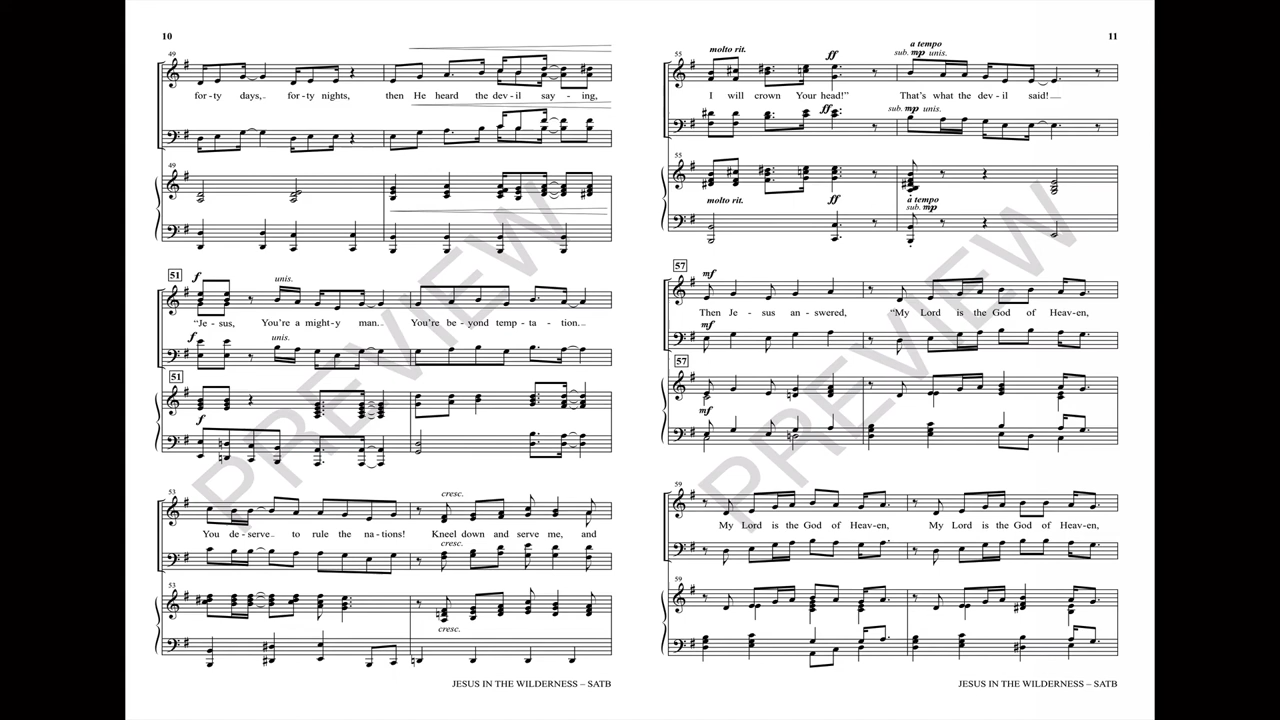 10
49
for - ty days, for - ty nights, then He heard the dev - il say - ing,
49
51
f
unis.
"Je - sus, You're a might - y man. You're be - yond temp - ta - tion.
f
unis.
51
f
53
cresc.
You de - serve to rule the na - tions! Kneel down and serve me, and
cresc.
53
cresc.
JESUS IN THE WILDERNESS – SATB
PREVIEW
11
55
molto rit.
ff
a tempo
sub. mp unis.
I will crown Your head!" That's what the dev - il said!
ff
sub. mp unis.
55
molto rit.
ff
a tempo
sub. mp
57
mf
Then Je - sus an - swered, "My Lord is the God of Heav - en,
mf
57
mf
59
My Lord is the God of Heav - en, My Lord is the God of Heav - en,
59
JESUS IN THE WILDERNESS – SATB
PREVIEW